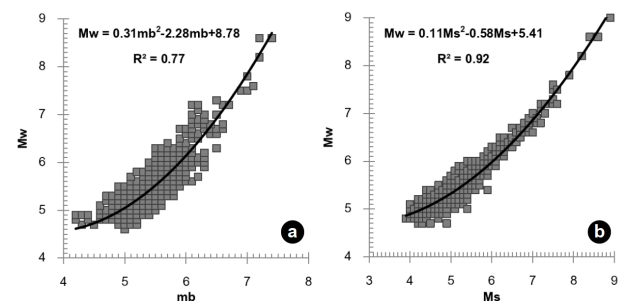 Mw = 0.31mb²-2.28mb+8.78
R² = 0.77
9
8
7
6
5
4
Mw
4
5
6
7
8
mb
a
Mw = 0.11Ms²-0.58Ms+5.41
R² = 0.92
9
8
7
6
5
4
Mw
3
4
5
6
7
8
9
Ms
b